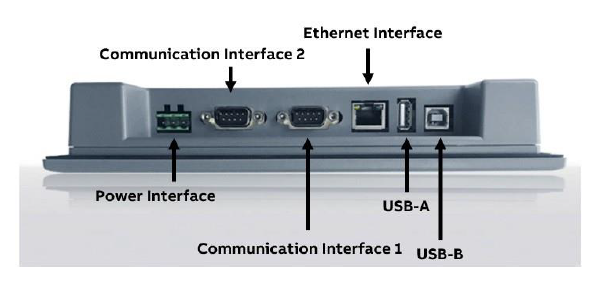 Ethernet Interface
Communication Interface 2
Power Interface
USB-A
Communication Interface 1
USB-B